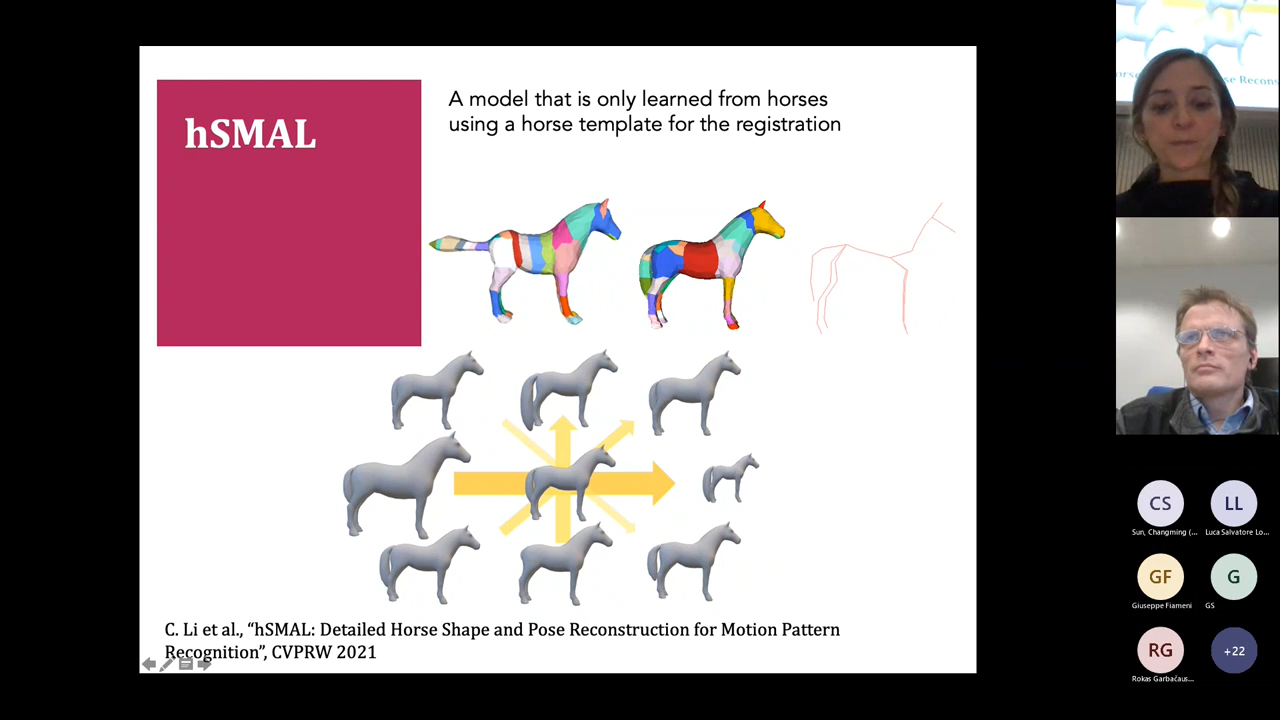 hSMAL
A model that is only learned from horses
using a horse template for the registration
C. Li et al., “hSMAL: Detailed Horse Shape and Pose Reconstruction for Motion Pattern
Recognition”, CVPRW 2021
se Recons
CS
LL
Sun, Changming (...
Luca Salvatore Lo...
GF
G
Giuseppe Fiameni
GS
RG
+22
Rokas Garbačaus...